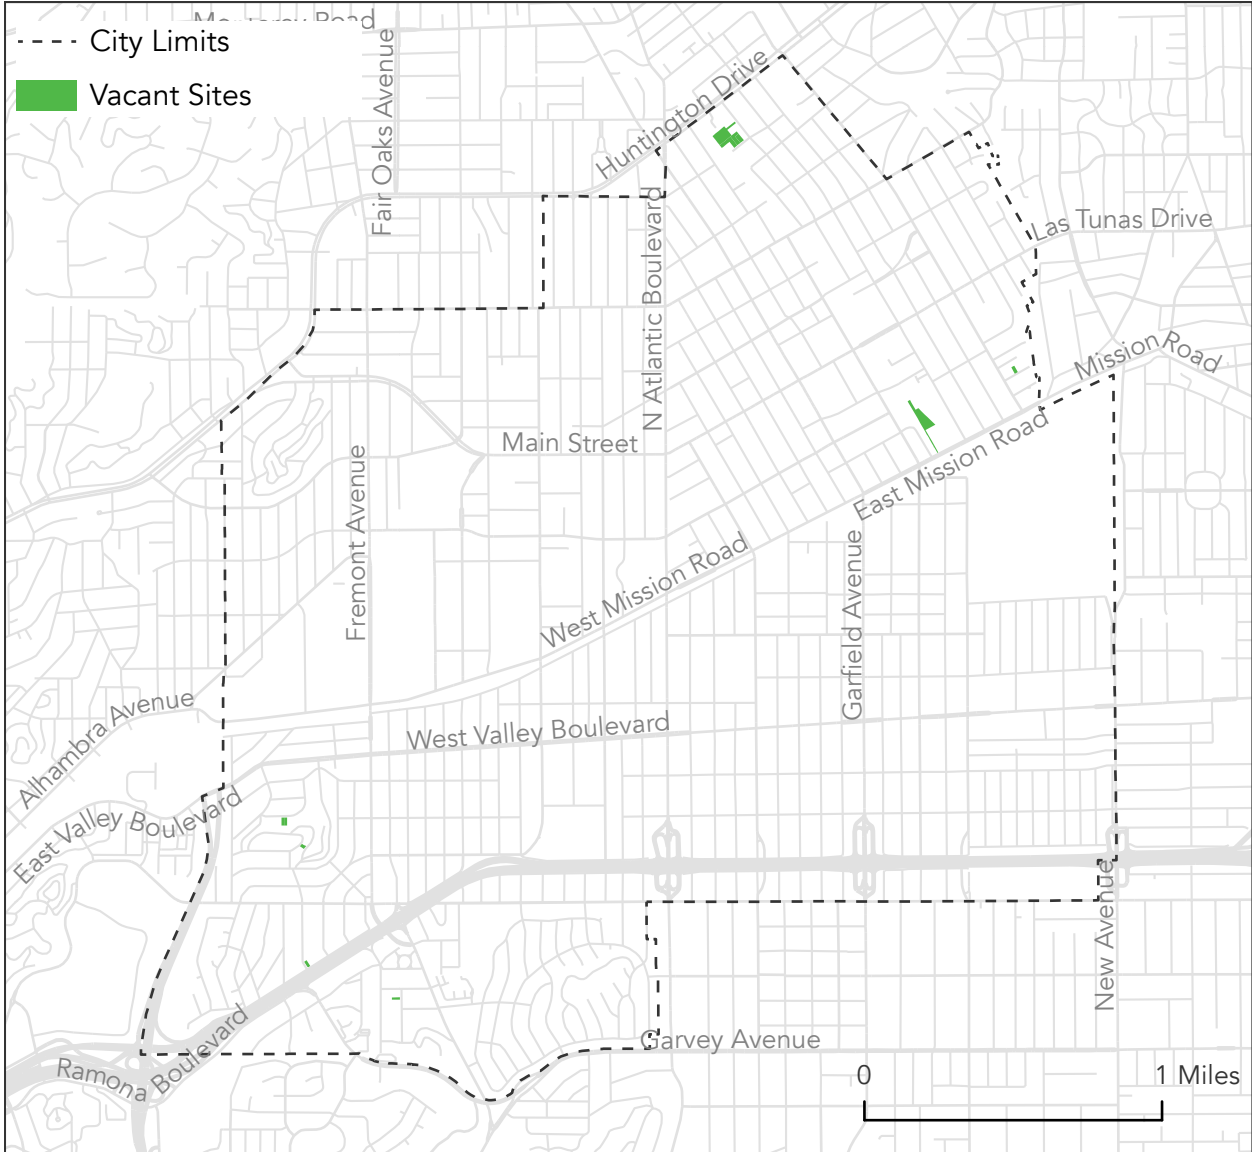 Monterey Road
City Limits
Vacant Sites
Fair Oaks Avenue
Huntington Drive
N Atlantic Boulevard
Las Tunas Drive
Mission Road
Main Street
Fremont Avenue
East Mission Road
West Mission Road
Garfield Avenue
Alhambra Avenue
West Valley Boulevard
East Valley Boulevard
New Avenue
Garvey Avenue
Ramona Boulevard
0 1 Miles